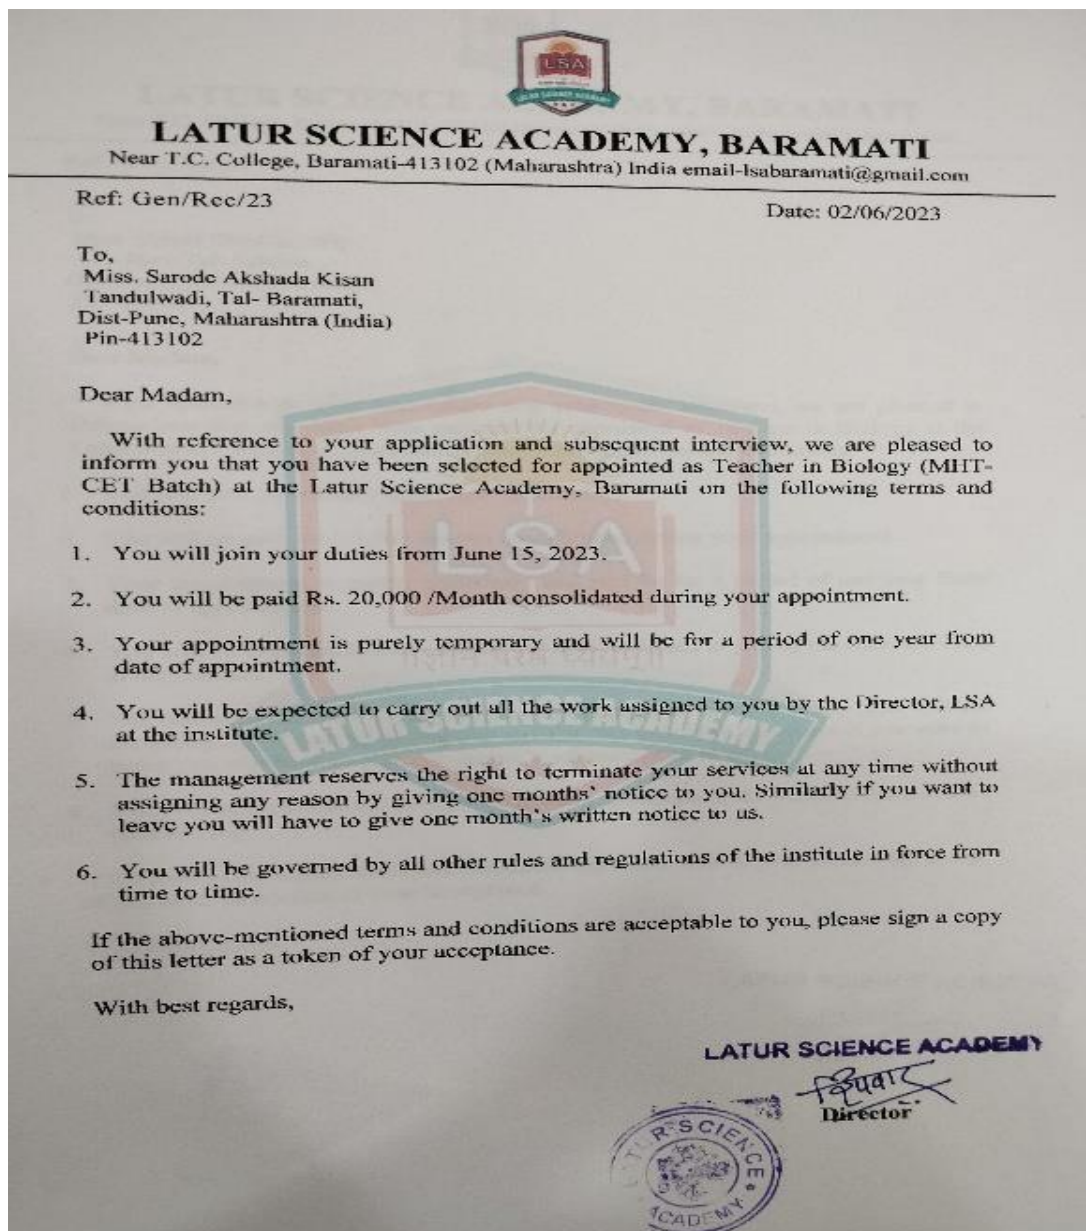 LSA
LATUR SCIENCE ACADEMY
LATUR SCIENCE ACADEMY, BARAMATI
Near T.C. College, Baramati-413102 (Maharashtra) India email-lsabaramati@gmail.com
Ref: Gen/Rec/23
Date: 02/06/2023
To,
Miss. Sarode Akshada Kisan
Tandulwadi, Tal- Baramati,
Dist-Pune, Maharashtra (India)
Pin-413102
Dear Madam,
With reference to your application and subsequent interview, we are pleased to
inform you that you have been selected for appointed as Teacher in Biology (MHT-
CET Batch) at the Latur Science Academy, Baramati on the following terms and
conditions:
1. You will join your duties from June 15, 2023.
2. You will be paid Rs. 20,000 /Month consolidated during your appointment.
3. Your appointment is purely temporary and will be for a period of one year from
date of appointment.
4. You will be expected to carry out all the work assigned to you by the Director, LSA
at the institute.
5. The management reserves the right to terminate your services at any time without
assigning any reason by giving one months' notice to you. Similarly if you want to
leave you will have to give one month's written notice to us.
6. You will be governed by all other rules and regulations of the institute in force from
time to time.
If the above-mentioned terms and conditions are acceptable to you, please sign a copy
of this letter as a token of your acceptance.
With best regards,
LSA
LATUR SCIENCE ACADEMY
LATUR SCIENCE ACADEMY
Director
SCIENCE
ACADEMY